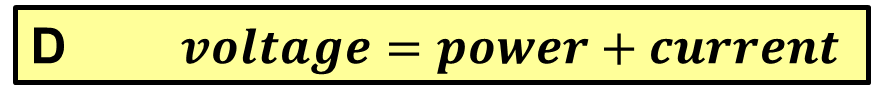 D voltage = power + current